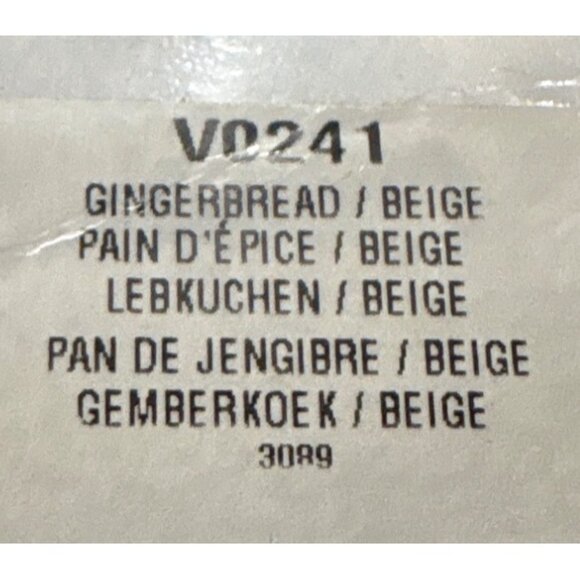 V0241
GINGERBREAD / BEIGE
PAIN D'ÉPICE / BEIGE
LEBKUCHEN / BEIGE
PAN DE JENGIBRE / BEIGE
GEMBERKOEK / BEIGE
3089